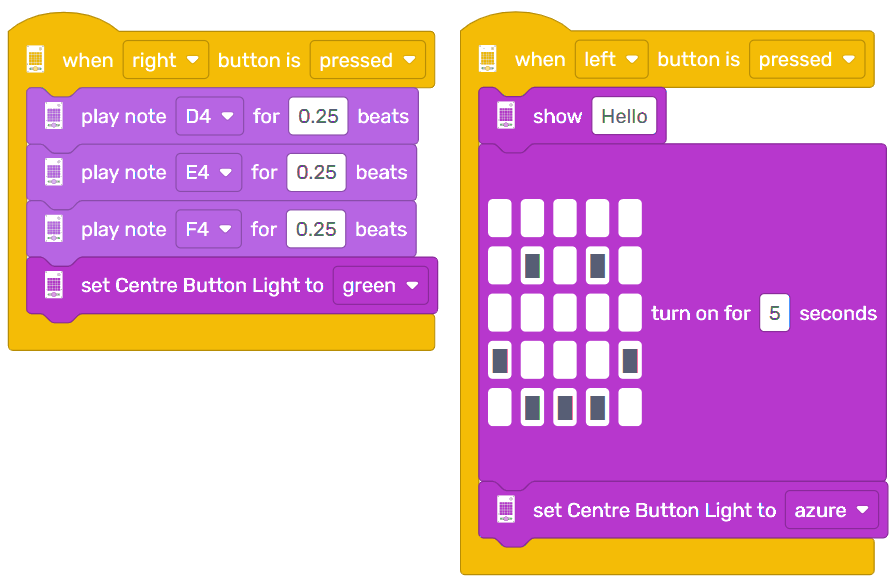 when right button is pressed
play note D4 for 0.25 beats
play note E4 for 0.25 beats
play note F4 for 0.25 beats
set Centre Button Light to green
when left button is pressed
show Hello
turn on for 5 seconds
set Centre Button Light to azure